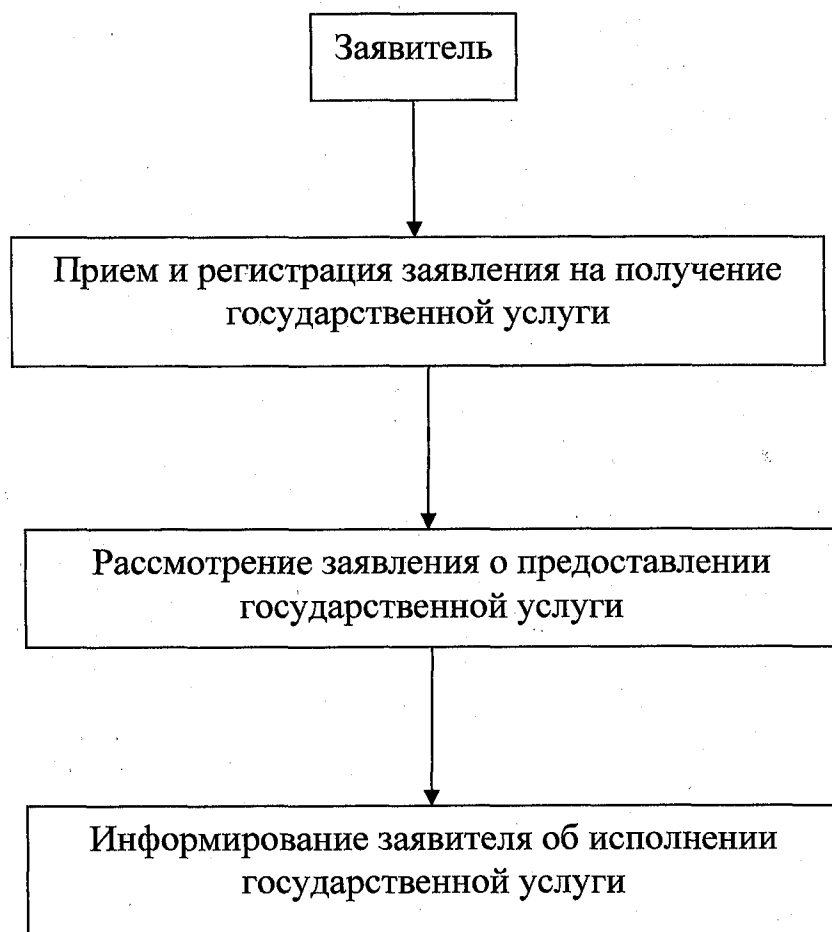 Заявитель
Прием и регистрация заявления на получение
государственной услуги
Рассмотрение заявления о предоставлении
государственной услуги
Информирование заявителя об исполнении
государственной услуги